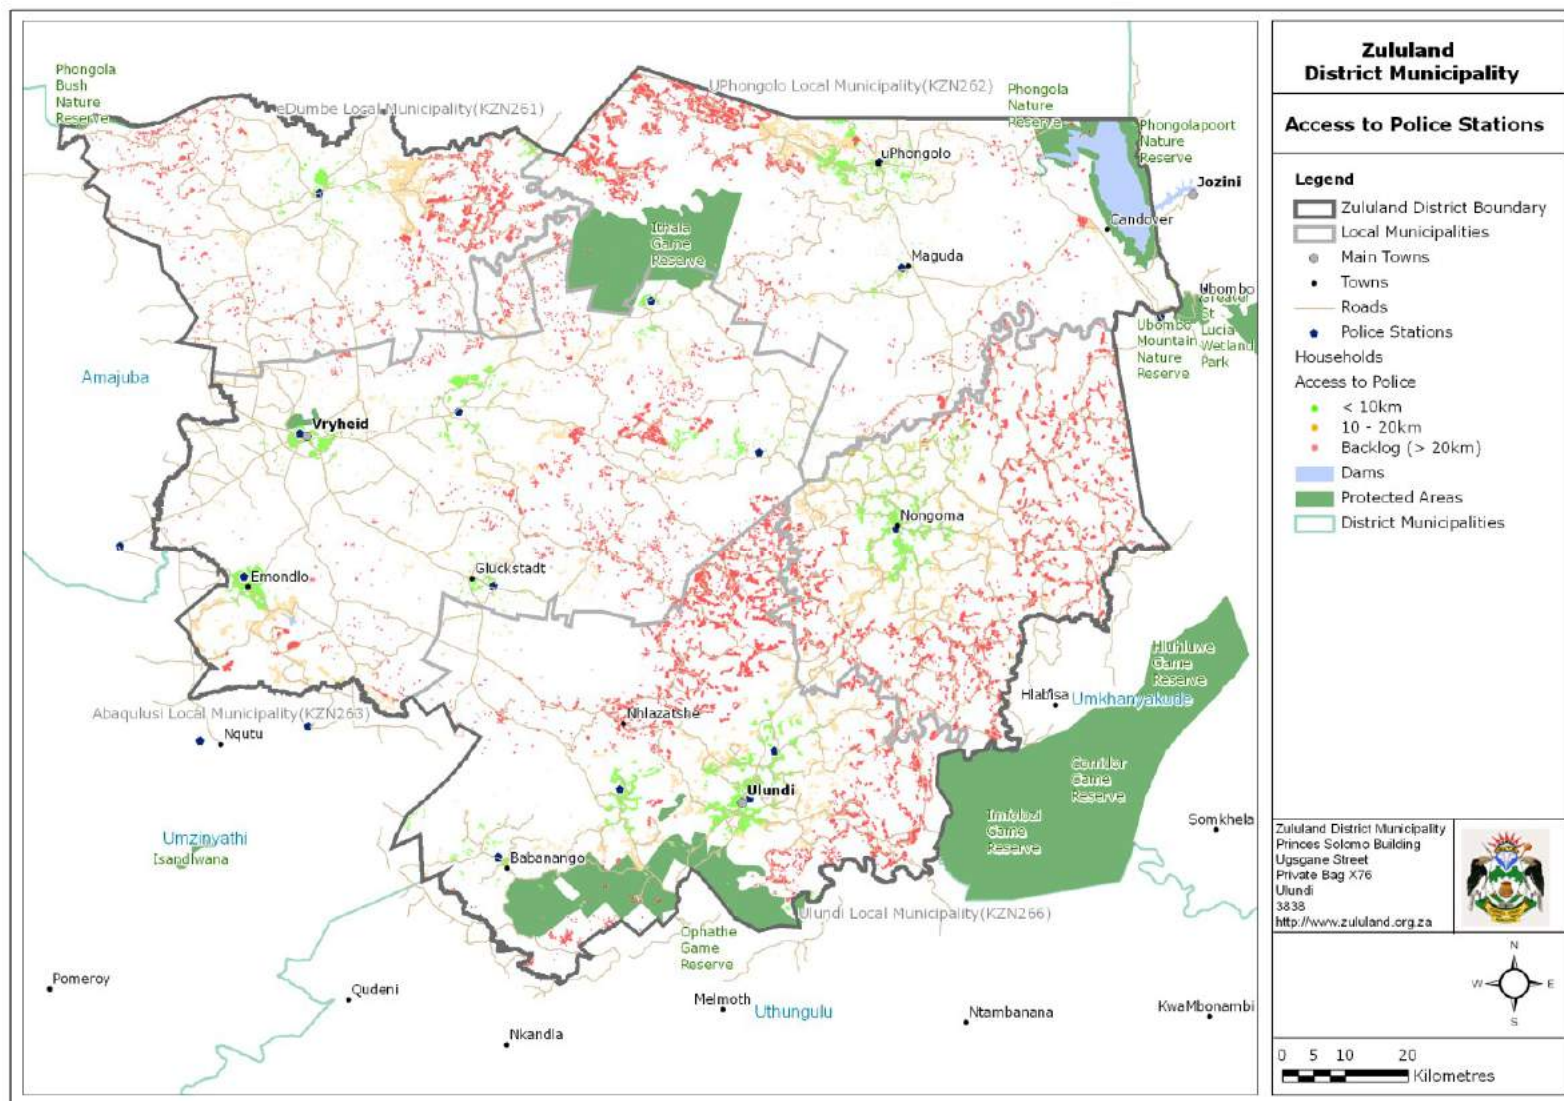 Phongola
Bush
Nature
Reserve
eDumbe Local Municipality(KZN261)
UPhongolo Local Municipality(KZN262)
Phongola
Nature
Reserve
Phongolapoort
Nature
Reserve
uPhongolo
Jozini
Candover
Ithala
Game
Reserve
Maguda
Ubombo
Greater
St
Lucia
Wetland
Park
Ubombo
Mountain
Nature
Reserve
Amajuba
Vryheid
Nongoma
Emondlo
Gluckstadt
Hluhluwe
Game
Reserve
Hlabisa
Umkhanyakude
Abaqulusi Local Municipality(KZN263)
Nqutu
Nhlazatshe
Corridor
Game
Reserve
Ulundi
Imfolozi
Game
Reserve
Somkhela
Umzinyathi
Isandlwana
Babanango
Ulundi Local Municipality(KZN266)
Ophathe
Game
Reserve
Pomeroy
Qudeni
Melmoth
Uthungulu
Ntambanana
KwaMbonambi
Nkandla
Zululand
District Municipality
Access to Police Stations
Legend
Zululand District Boundary
Local Municipalities
Main Towns
Towns
Roads
Police Stations
Households
Access to Police
< 10km
10 - 20km
Backlog (> 20km)
Dams
Protected Areas
District Municipalities
Zululand District Municipality
Princes Solomo Building
Ugsgane Street
Private Bag X76
Ulundi
3838
http://www.zululand.org.za
N
W E
S
0 5 10 20
Kilometres